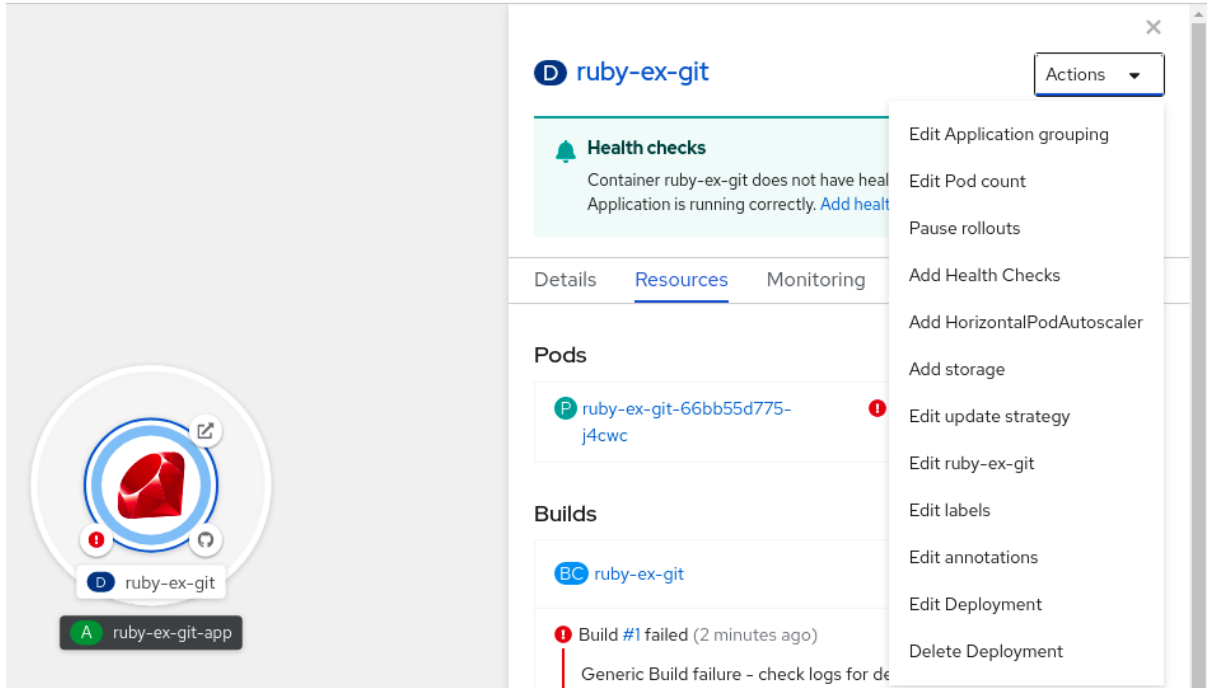 D ruby-ex-git
Actions
Health checks
Container ruby-ex-git does not have
Application is running correctly. Add
Details Resources Monitoring
Pods
P ruby-ex-git-66bb55d775-
j4cwc
Builds
BC ruby-ex-git
Build #1 failed (2 minutes ago)
Generic Build failure - check logs for
Edit Application grouping
Edit Pod count
Pause rollouts
Add Health Checks
Add HorizontalPodAutoscaler
Add storage
Edit update strategy
Edit ruby-ex-git
Edit labels
Edit annotations
Edit Deployment
Delete Deployment
D ruby-ex-git
A ruby-ex-git-app